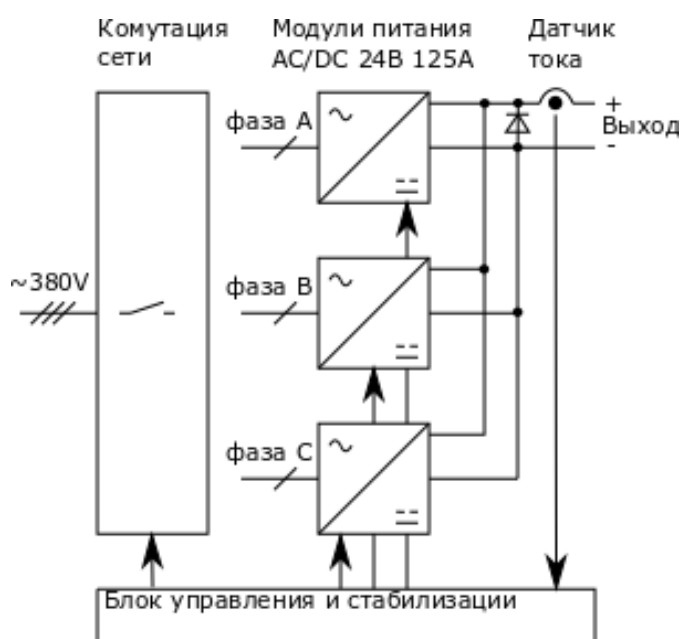 Комутация
сети
Модули питания
AC/DC 24В 125А
Датчик
тока
фаза А
+
Выход
-
~380V
фаза В
фаза С
Блок управления и стабилизации